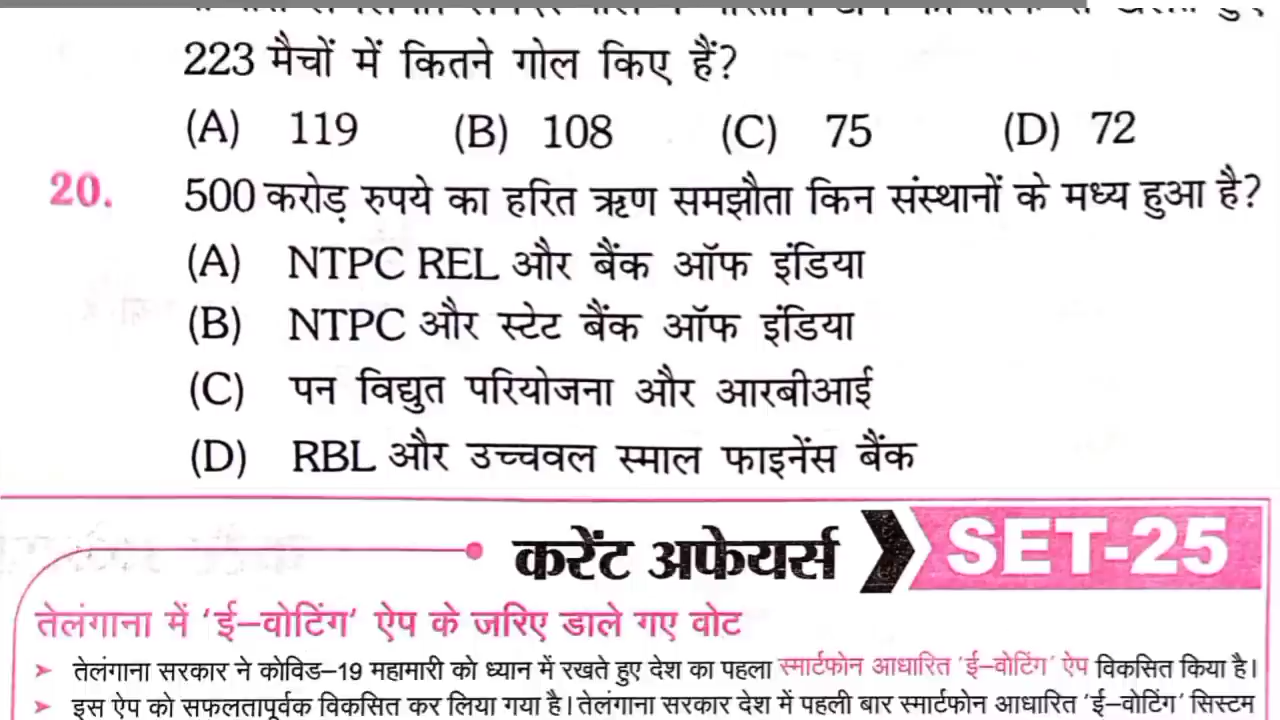 223 मैचों में कितने गोल किए हैं?
(A) 119 (B) 108 (C) 75 (D) 72
20. 500 करोड़ रुपये का हरित ऋण समझौता किन संस्थानों के मध्य हुआ है?
(A) NTPC REL और बैंक ऑफ इंडिया
(B) NTPC और स्टेट बैंक ऑफ इंडिया
(C) पन विद्युत परियोजना और आरबीआई
(D) RBL और उच्चवल स्माल फाइनेंस बैंक
करेंट अफेयर्स SET-25
तेलंगाना में ‘ई–वोटिंग’ ऐप के जरिए डाले गए वोट
➤ तेलंगाना सरकार ने कोविड–19 महामारी को ध्यान में रखते हुए देश का पहला स्मार्टफोन आधारित ‘ई–वोटिंग’ ऐप विकसित किया है।
➤ इस ऐप को सफलतापूर्वक विकसित कर लिया गया है। तेलंगाना सरकार देश में पहली बार स्मार्टफोन आधारित ‘ई–वोटिंग’ सिस्टम